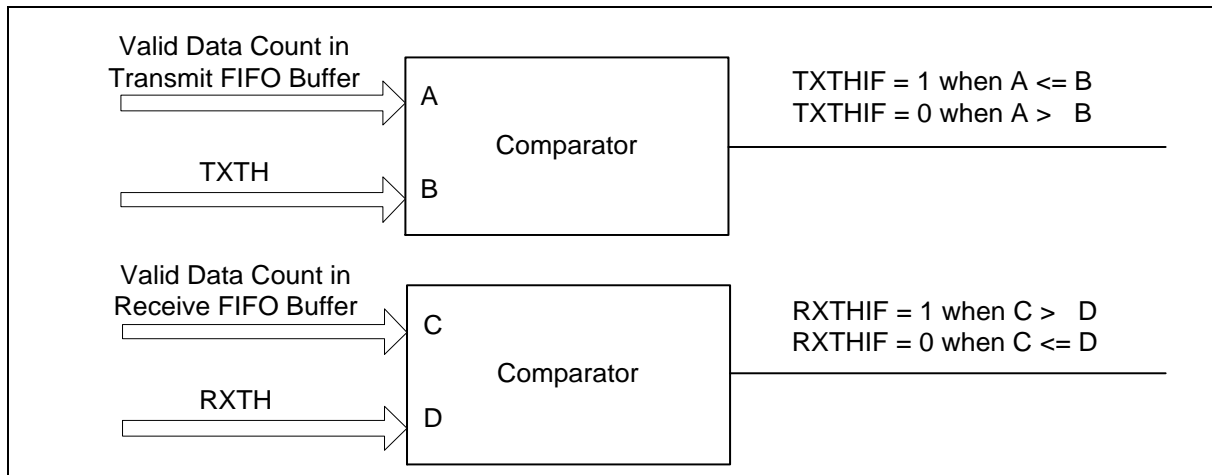 Valid Data Count in
Transmit FIFO Buffer
A
TXTH
B
Comparator
TXTHIF = 1 when A <= B
TXTHIF = 0 when A >   B
Valid Data Count in
Receive FIFO Buffer
C
RXTH
D
Comparator
RXTHIF = 1 when C >   D
RXTHIF = 0 when C <= D